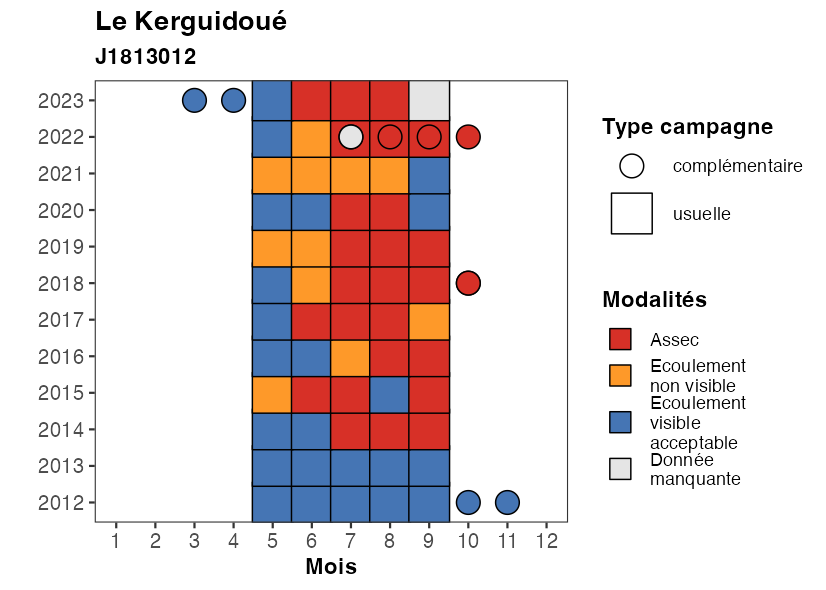 Le Kerguidoué
J1813012
2023
2022
2021
2020
2019
2018
2017
2016
2015
2014
2013
2012
1 2 3 4 5 6 7 8 9 10 11 12
Mois
Type campagne
complémentaire
usuelle
Modalités
Assec
Ecoulement
non visible
Ecoulement
visible
acceptable
Donnée
manquante